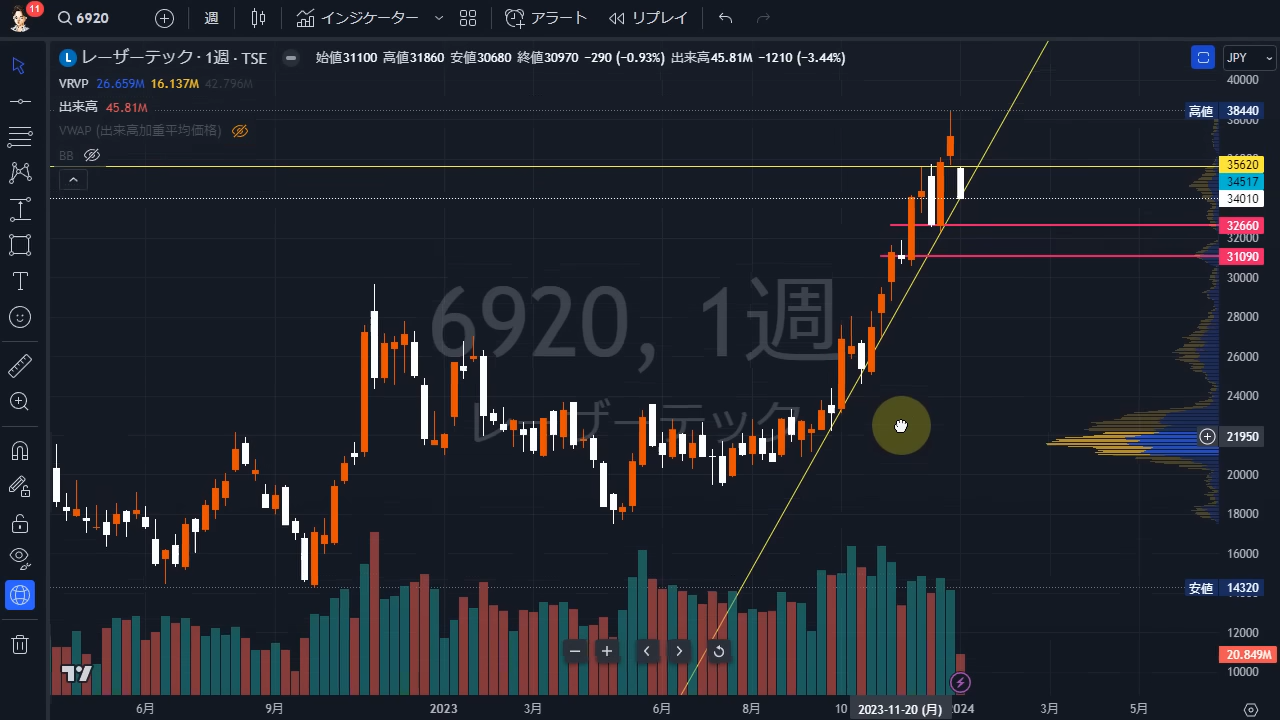 11
6920
週
インジケーター
アラート
リプレイ
L レーザーテック · 1週 · TSE
始値31100 高値31860 安値30680 終値30970 −290 (−0.93%) 出来高45.81M −1210 (−3.44%)
JPY
VRVP 26.659M 16.137M 42.796M
出来高 45.81M
VWAP (出来高加重平均価格)
BB
6920, 1週
レーザーテック
40000
高値 38440
38000
35620
34517
34010
32660
32000
31090
30000
28000
26000
24000
21950
20000
18000
16000
安値 14320
12000
20.849M
10000
6月
9月
2023
3月
6月
8月
10
2023-11-20 (月)
2024
3月
5月